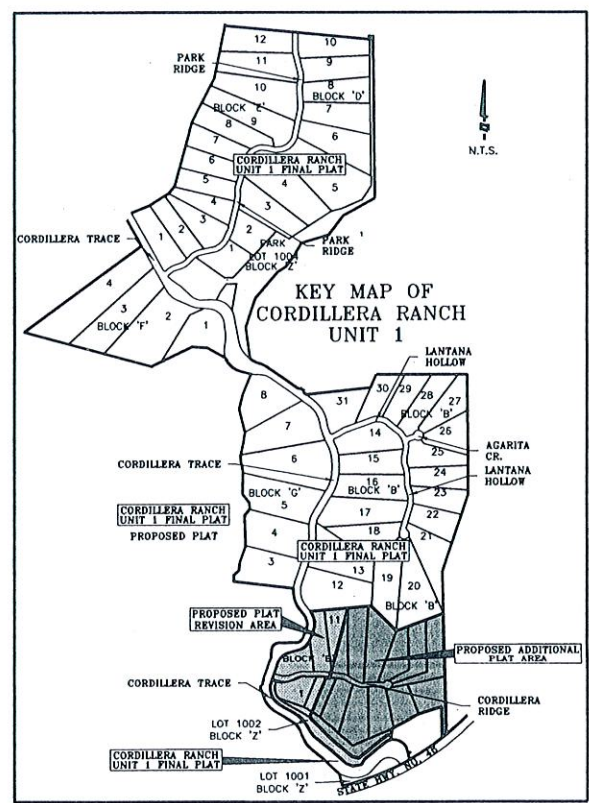 12
10
PARK
RIDGE
11
9
10
8
BLOCK 'D'
BLOCK 'E'
7
9
8
6
7
CORDILLERA RANCH
UNIT 1 FINAL PLAT
6
4
5
5
4
3
3
2
1
2
1
PARK
LOT 1004
BLOCK 'Z'
PARK
RIDGE
N.T.S.
CORDILLERA TRACE
4
3
BLOCK 'F'
2
1
KEY MAP OF
CORDILLERA RANCH
UNIT 1
LANTANA
HOLLOW
8
31
30
29
28
27
BLOCK 'B'
7
14
26
AGARITA
CR.
6
15
25
CORDILLERA TRACE
24
LANTANA
HOLLOW
BLOCK 'G'
16
BLOCK 'B'
23
5
17
22
CORDILLERA RANCH
UNIT 1 FINAL PLAT
PROPOSED PLAT
18
21
4
CORDILLERA RANCH
UNIT 1 FINAL PLAT
3
13
12
19
20
BLOCK 'B'
PROPOSED PLAT
REVISION AREA
11
PROPOSED ADDITIONAL
PLAT AREA
BLOCK 'B'
CORDILLERA TRACE
1
CORDILLERA
RIDGE
LOT 1002
BLOCK 'Z'
CORDILLERA RANCH
UNIT 1 FINAL PLAT
LOT 1001
BLOCK 'Z'
STATE HWY. NO. 46